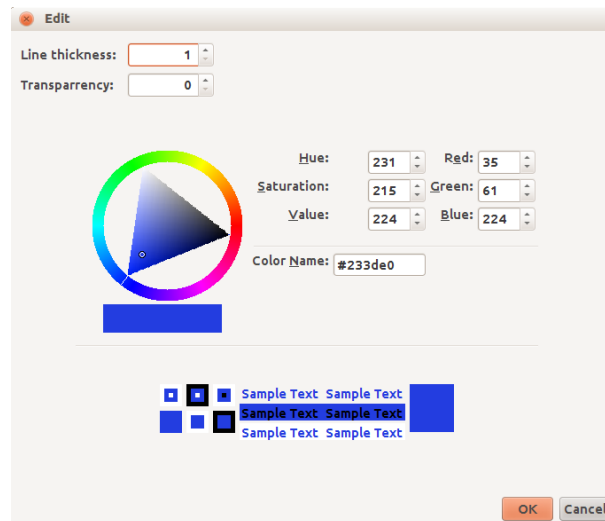 Edit
Line thickness: 1
Transparrency: 0
Hue: 231 Red: 35
Saturation: 215 Green: 61
Value: 224 Blue: 224
Color Name: #233de0
Sample Text Sample Text
Sample Text Sample Text
Sample Text Sample Text
OK Cancel